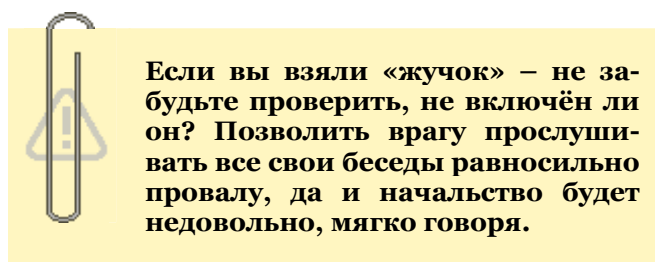 Если вы взяли «жучок» – не за-
будьте проверить, не включён ли
он? Позволить врагу прослуши-
вать все свои беседы равносильно
провалу, да и начальство будет
недовольно, мягко говоря.